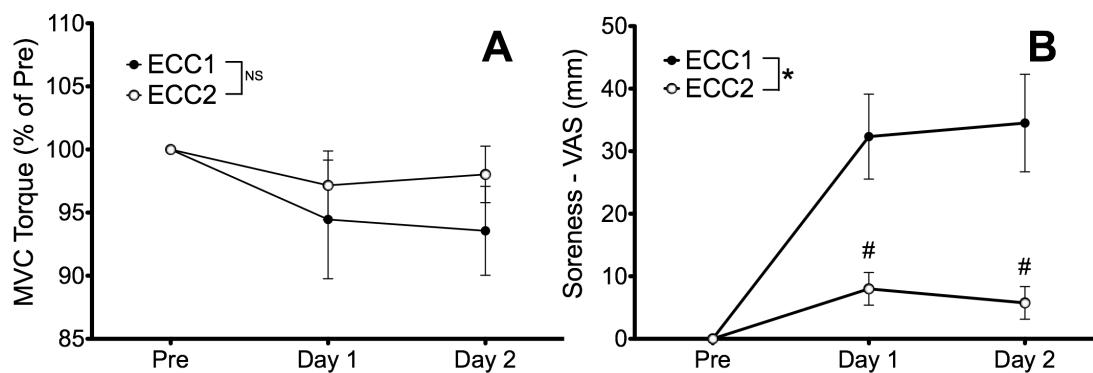 A
MVC Torque (% of Pre)
110
105
100
95
90
85
ECC1
ECC2
NS
Pre
Day 1
Day 2
B
Soreness - VAS (mm)
50
40
30
20
10
0
ECC1
ECC2
*
#
#
Pre
Day 1
Day 2